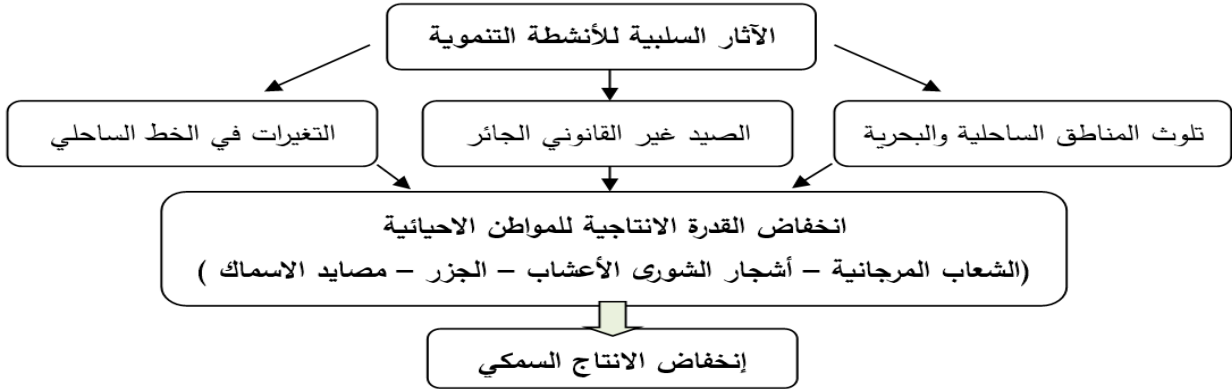 الآثار السلبية للأنشطة التنموية
تلوث المناطق الساحلية والبحرية
الصيد غير القانوني الجائر
التغيرات في الخط الساحلي
انخفاض القدرة الانتاجية للمواطن الاحيائية
(الشعاب المرجانية – أشجار الشورى الأعشاب – الجزر – مصايد الاسماك )
إنخفاض الانتاج السمكي